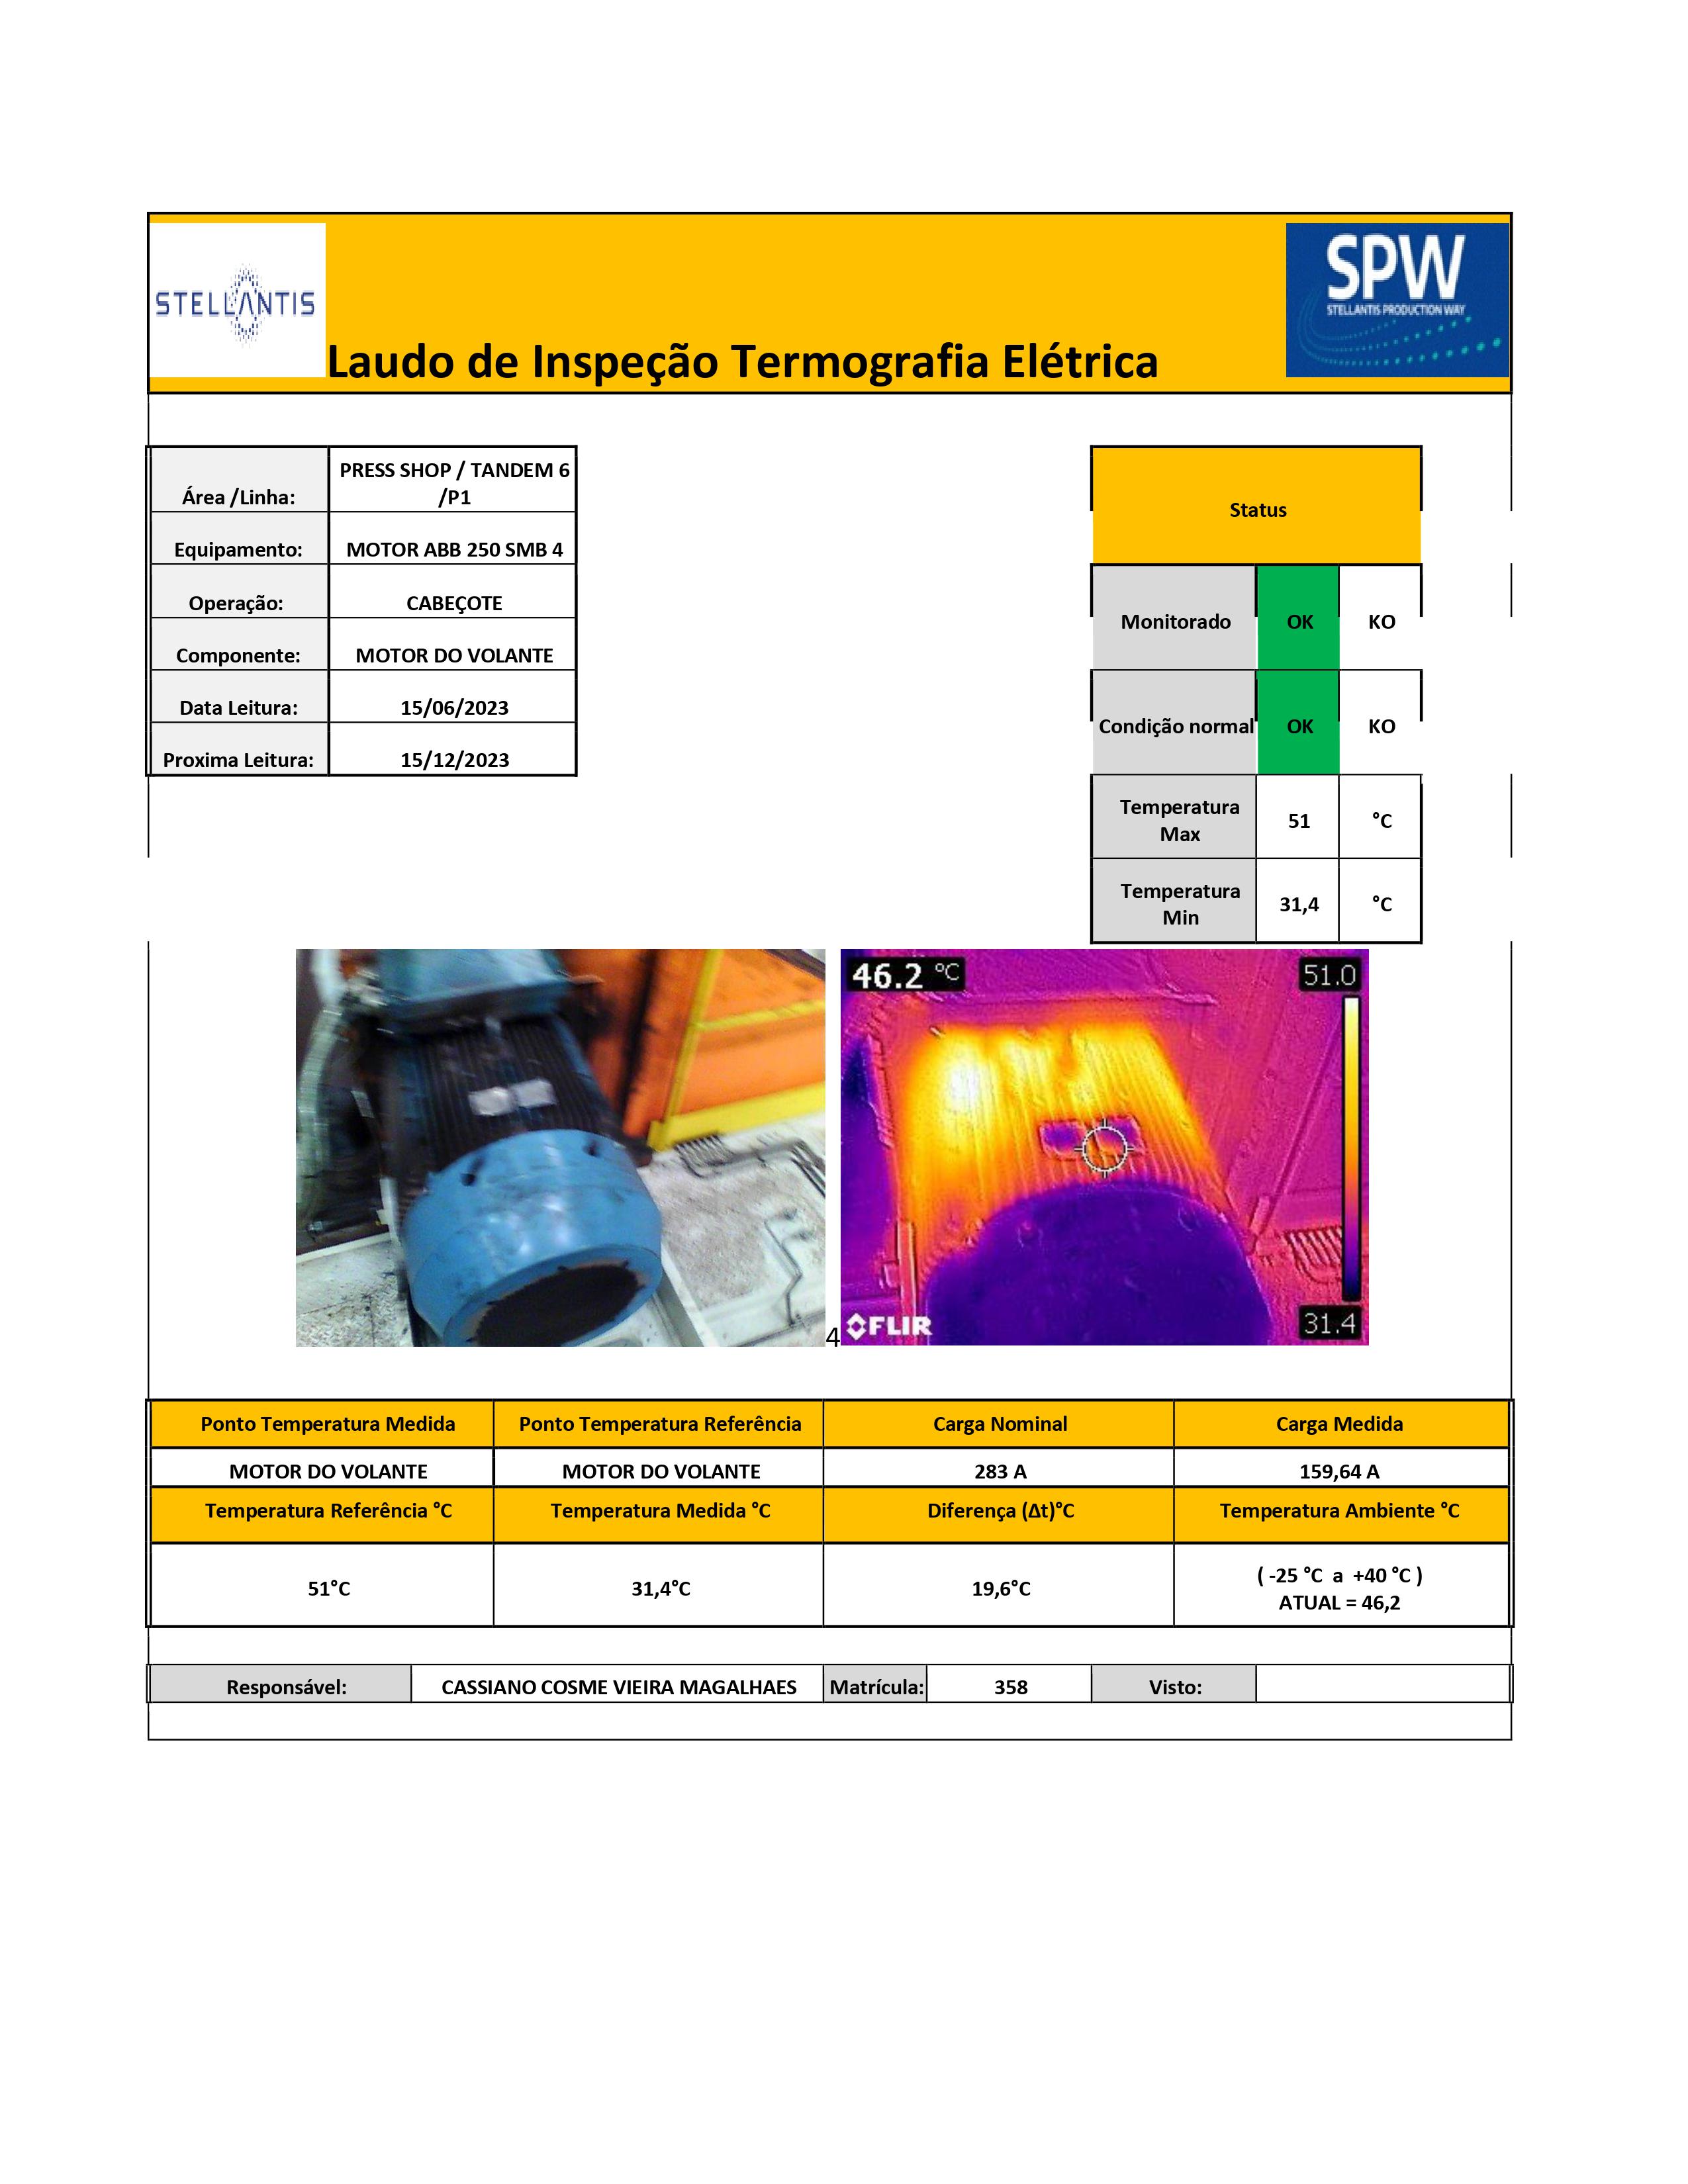 STELLANTIS
SPW
STELLANTIS PRODUCTION WAY
Laudo de Inspeção Termografia Elétrica
Área /Linha:
PRESS SHOP / TANDEM 6
/P1
Equipamento:
MOTOR ABB 250 SMB 4
Operação:
CABEÇOTE
Componente:
MOTOR DO VOLANTE
Data Leitura:
15/06/2023
Proxima Leitura:
15/12/2023
Status
Monitorado
OK
KO
Condição normal
OK
KO
Temperatura
Max
51
°C
Temperatura
Min
31,4
°C
46.2 °C
51.0
4
FLIR
31.4
Ponto Temperatura Medida
Ponto Temperatura Referência
Carga Nominal
Carga Medida
MOTOR DO VOLANTE
MOTOR DO VOLANTE
283 A
159,64 A
Temperatura Referência °C
Temperatura Medida °C
Diferença (Δt)°C
Temperatura Ambiente °C
51°C
31,4°C
19,6°C
( -25 °C a +40 °C )
ATUAL = 46,2
Responsável:
CASSIANO COSME VIEIRA MAGALHAES
Matrícula:
358
Visto: